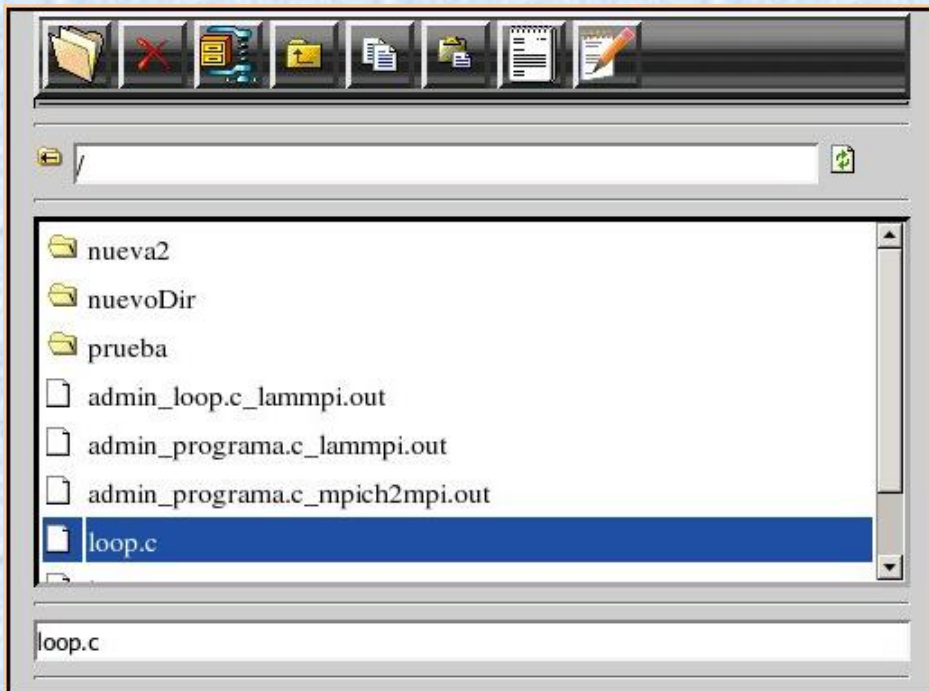 /
nueva2
nuevoDir
prueba
admin_loop.c_lammpi.out
admin_programa.c_lammpi.out
admin_programa.c_mpich2mpi.out
loop.c
loop.c